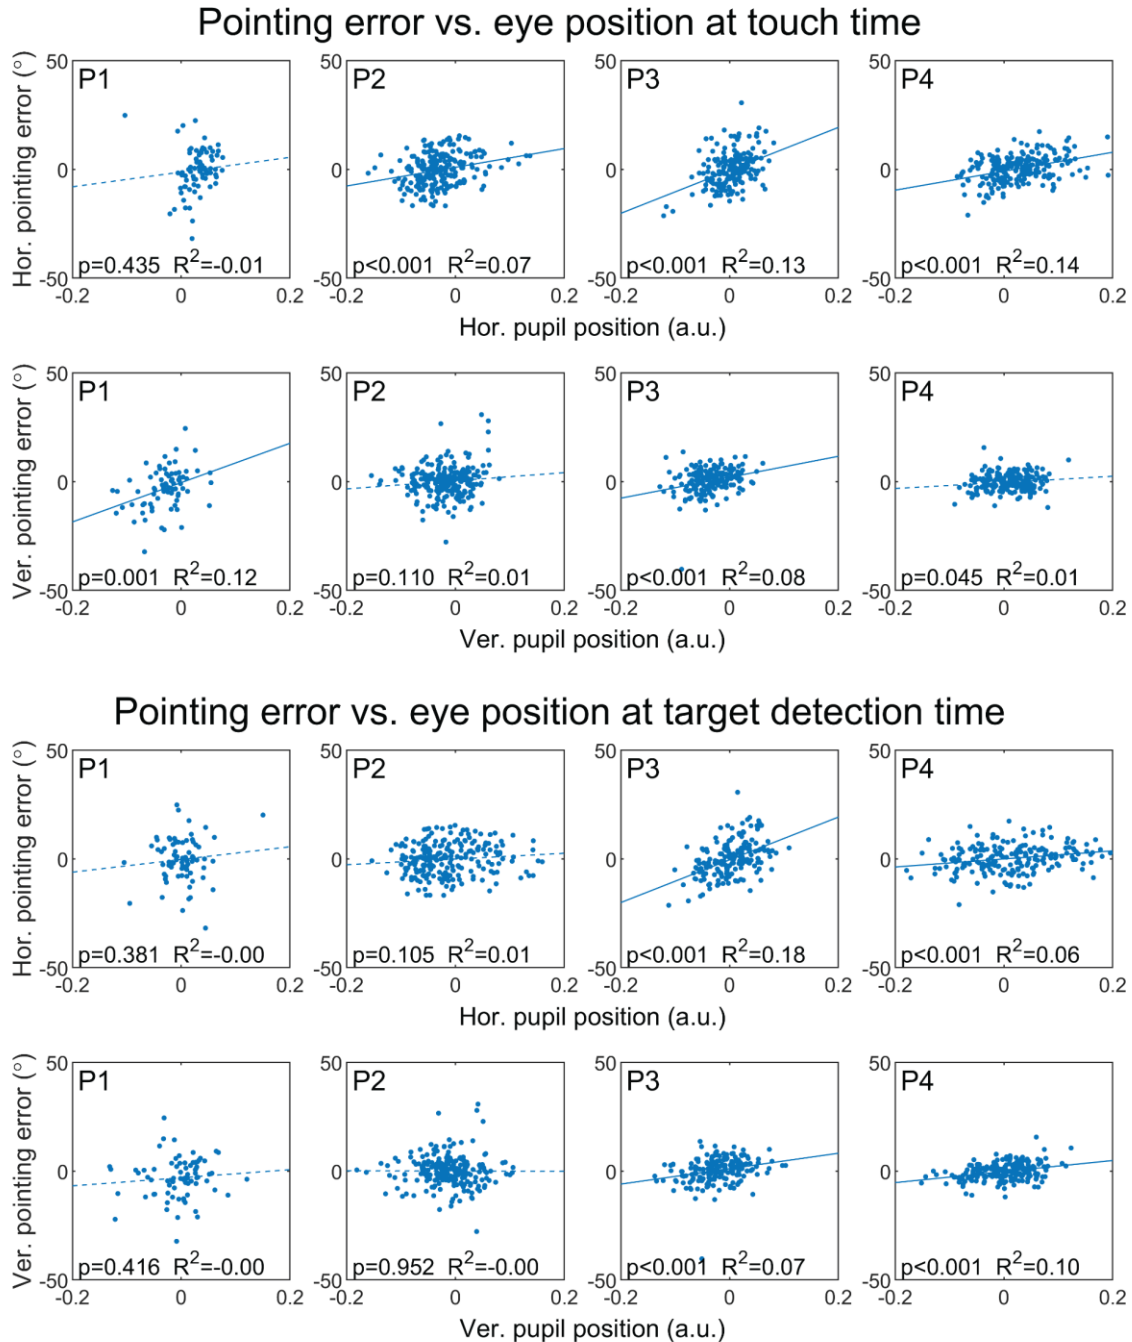 Pointing error vs. eye position at touch time
Hor. pointing error (°)
50
0
-50
P1
p=0.435 R²=-0.01
-0.2 0 0.2
50
0
-50
P2
p<0.001 R²=0.07
-0.2 0 0.2
50
0
-50
P3
p<0.001 R²=0.13
-0.2 0 0.2
50
0
-50
P4
p<0.001 R²=0.14
-0.2 0 0.2
Hor. pupil position (a.u.)
Ver. pointing error (°)
50
0
-50
P1
p=0.001 R²=0.12
-0.2 0 0.2
50
0
-50
P2
p=0.110 R²=0.01
-0.2 0 0.2
50
0
-50
P3
p<0.001 R²=0.08
-0.2 0 0.2
50
0
-50
P4
p=0.045 R²=0.01
-0.2 0 0.2
Ver. pupil position (a.u.)
Pointing error vs. eye position at target detection time
Hor. pointing error (°)
50
0
-50
P1
p=0.381 R²=-0.00
-0.2 0 0.2
50
0
-50
P2
p=0.105 R²=0.01
-0.2 0 0.2
50
0
-50
P3
p<0.001 R²=0.18
-0.2 0 0.2
50
0
-50
P4
p<0.001 R²=0.06
-0.2 0 0.2
Hor. pupil position (a.u.)
Ver. pointing error (°)
50
0
-50
P1
p=0.416 R²=-0.00
-0.2 0 0.2
50
0
-50
P2
p=0.952 R²=-0.00
-0.2 0 0.2
50
0
-50
P3
p<0.001 R²=0.07
-0.2 0 0.2
50
0
-50
P4
p<0.001 R²=0.10
-0.2 0 0.2
Ver. pupil position (a.u.)